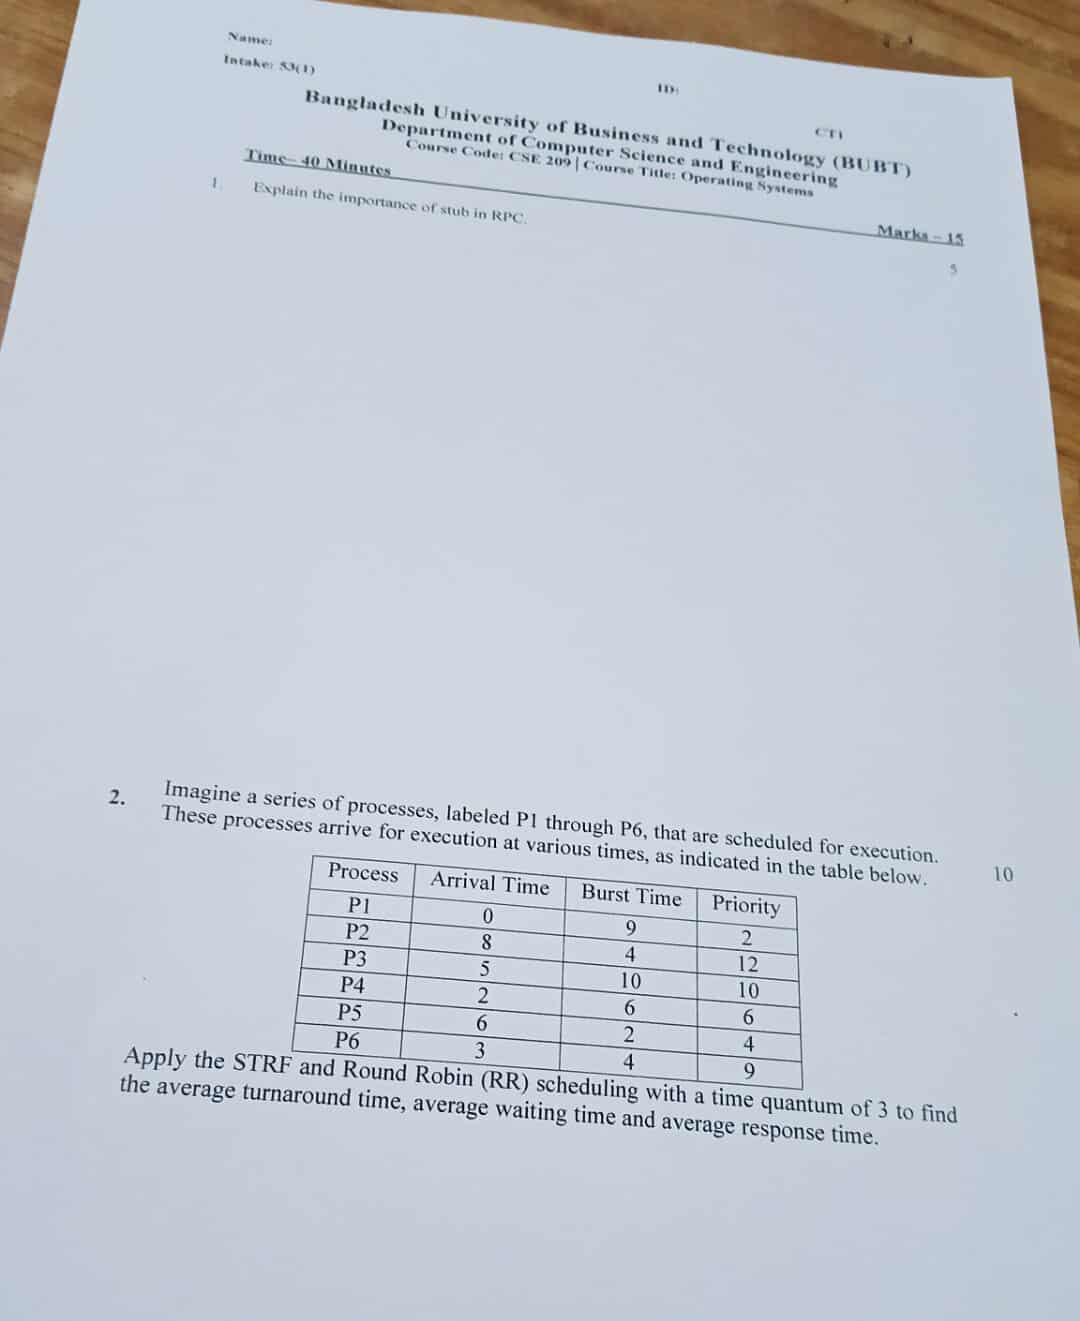 Name:
Intake: 53(1)
ID:
CT1
Bangladesh University of Business and Technology (BUBT)
Department of Computer Science and Engineering
Course Code: CSE 209 | Course Title: Operating Systems
Time– 40 Minutes
Marks – 15
1. Explain the importance of stub in RPC. 5
2. Imagine a series of processes, labeled P1 through P6, that are scheduled for execution.
These processes arrive for execution at various times, as indicated in the table below. 10
Process Arrival Time Burst Time Priority
P1 0 9 2
P2 8 4 12
P3 5 10 10
P4 2 6 6
P5 6 2 4
P6 3 4 9
Apply the STRF and Round Robin (RR) scheduling with a time quantum of 3 to find
the average turnaround time, average waiting time and average response time.